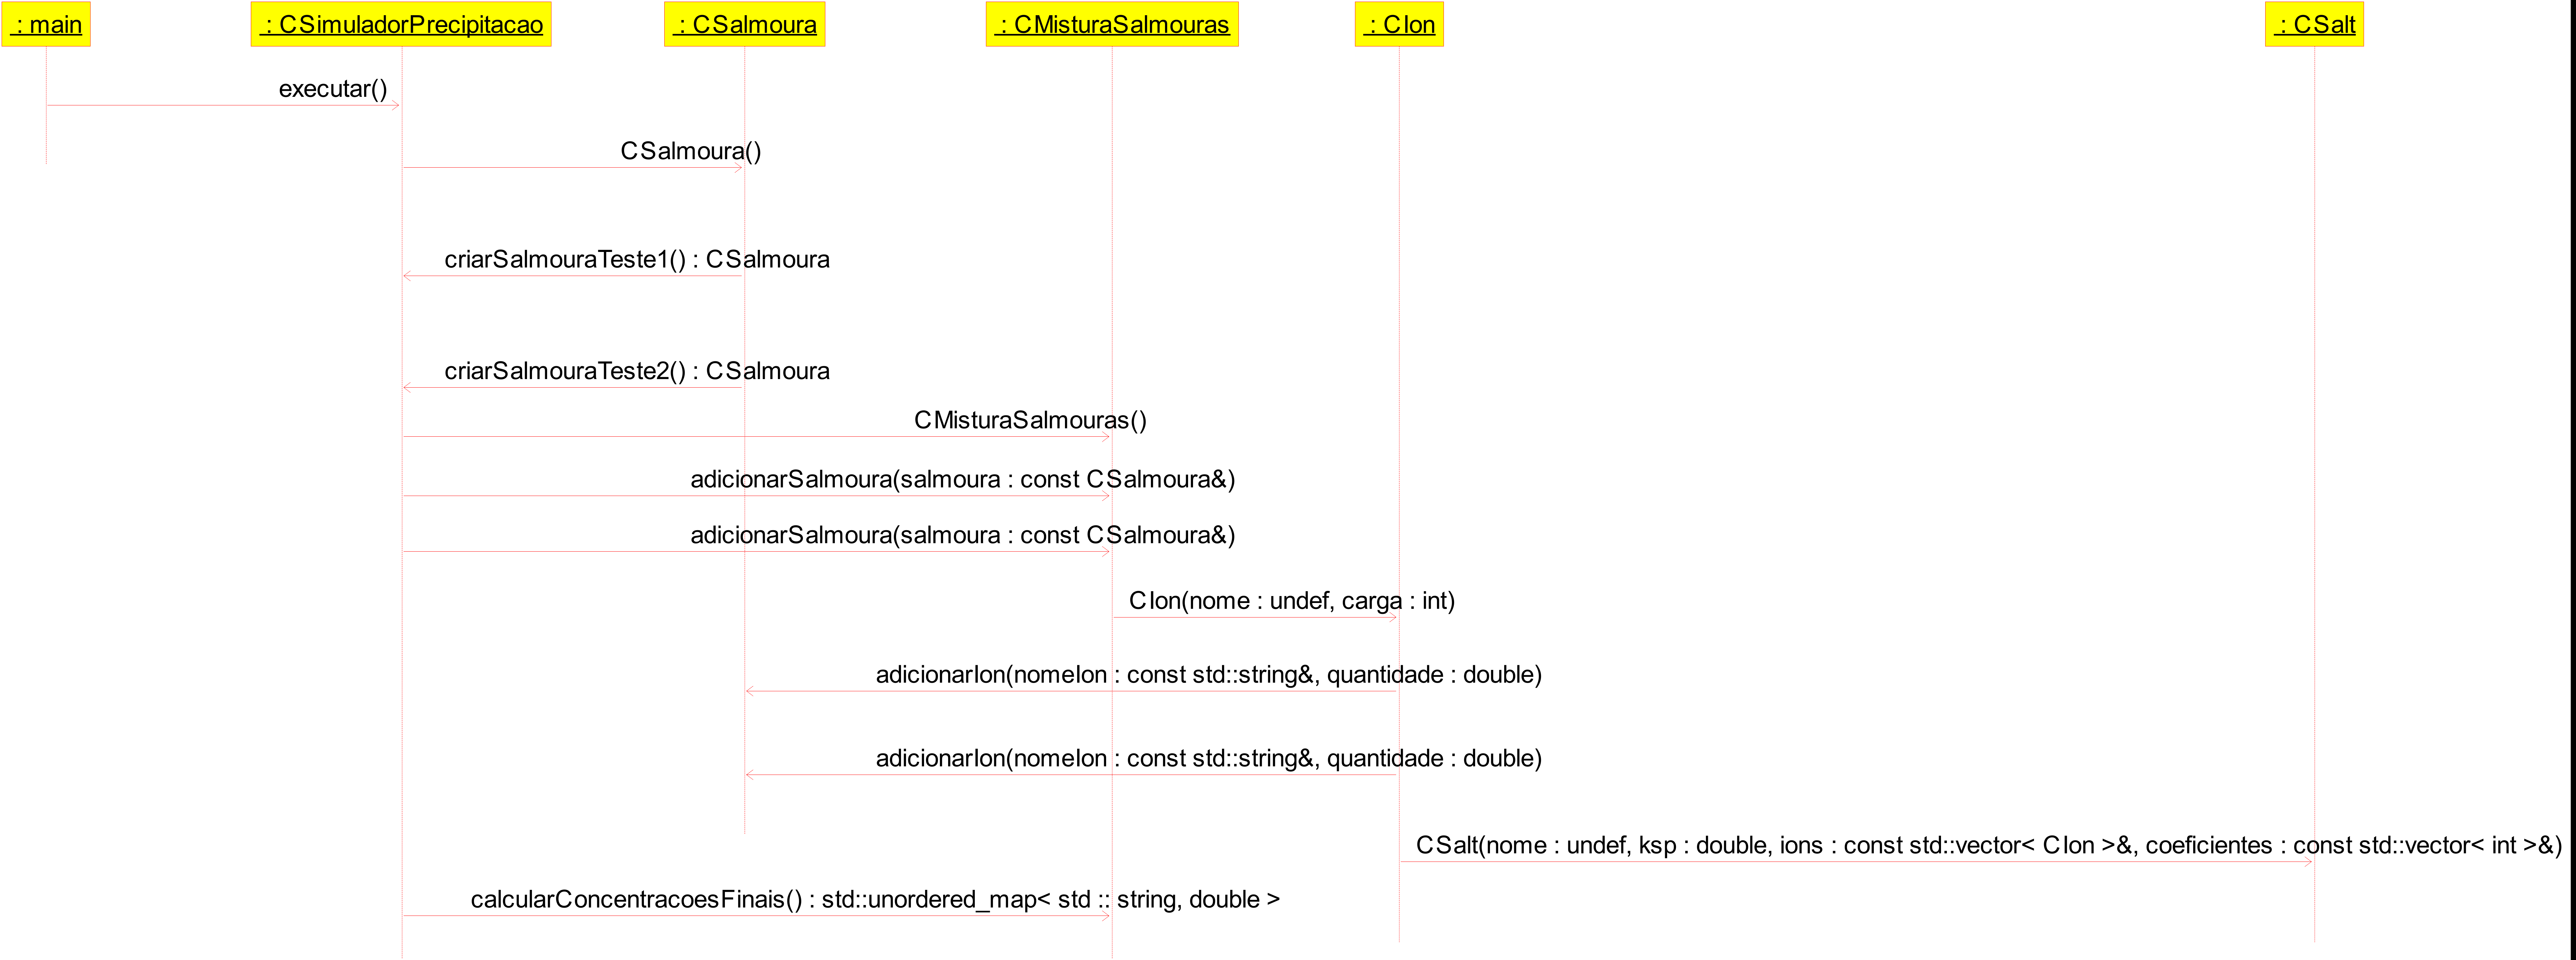 : main
: CSimuladorPrecipitacao
: CSalmoura
: CMisturaSalmouras
: CIon
: CSalt
executar()
CSalmoura()
criarSalmouraTeste1() : CSalmoura
criarSalmouraTeste2() : CSalmoura
CMisturaSalmouras()
adicionarSalmoura(salmoura : const CSalmoura&)
adicionarSalmoura(salmoura : const CSalmoura&)
CIon(nome : undef, carga : int)
adicionarIon(nomeIon : const std::string&, quantidade : double)
adicionarIon(nomeIon : const std::string&, quantidade : double)
CSalt(nome : undef, ksp : double, ions : const std::vector< CIon >&, coeficientes : const std::vector< int >&)
calcularConcentracoesFinais() : std::unordered_map< std :: string, double >